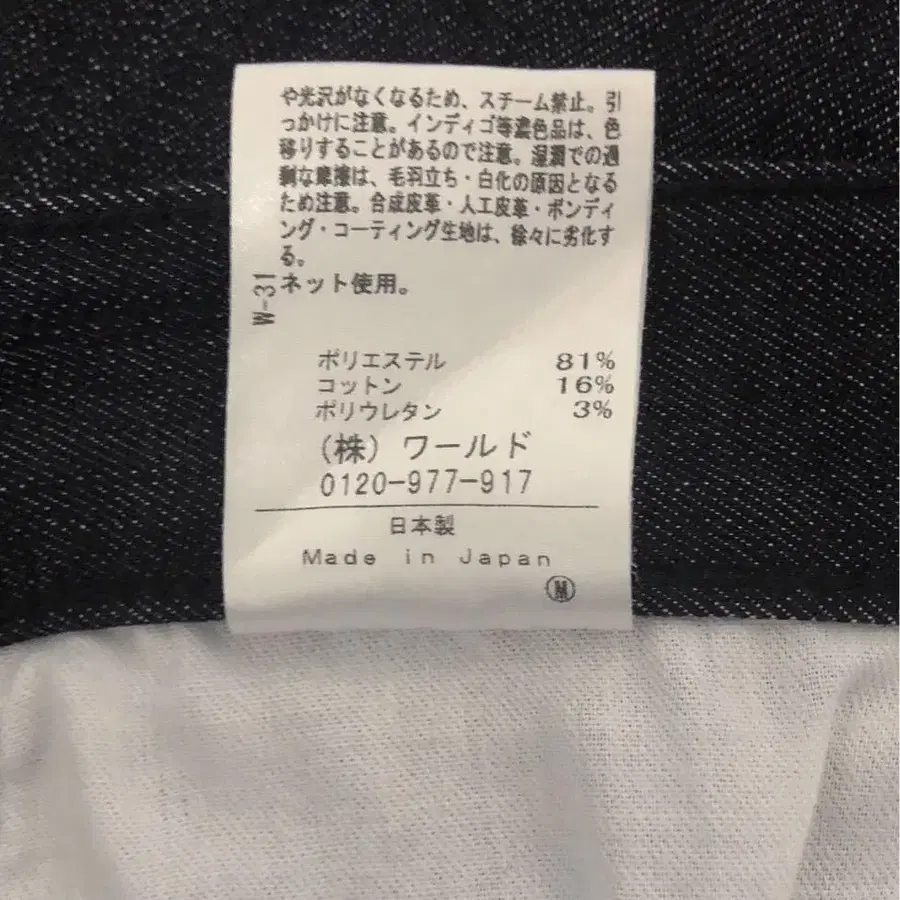 や光沢がなくなるため、スチーム禁止。引
っかけに注意。インディゴ等濃色品は、色
移りすることがあるので注意。湿潤での過
剰な摩擦は、毛羽立ち・白化の原因となる
ため注意。合成皮革・人工皮革・ボンディ
ング・コーティング生地は、徐々に劣化す
る。
ネット使用。
W-31
ポリエステル 81%
コットン 16%
ポリウレタン 3%
(株)ワールド
0120-977-917
日本製
Made in Japan
Ⓜ